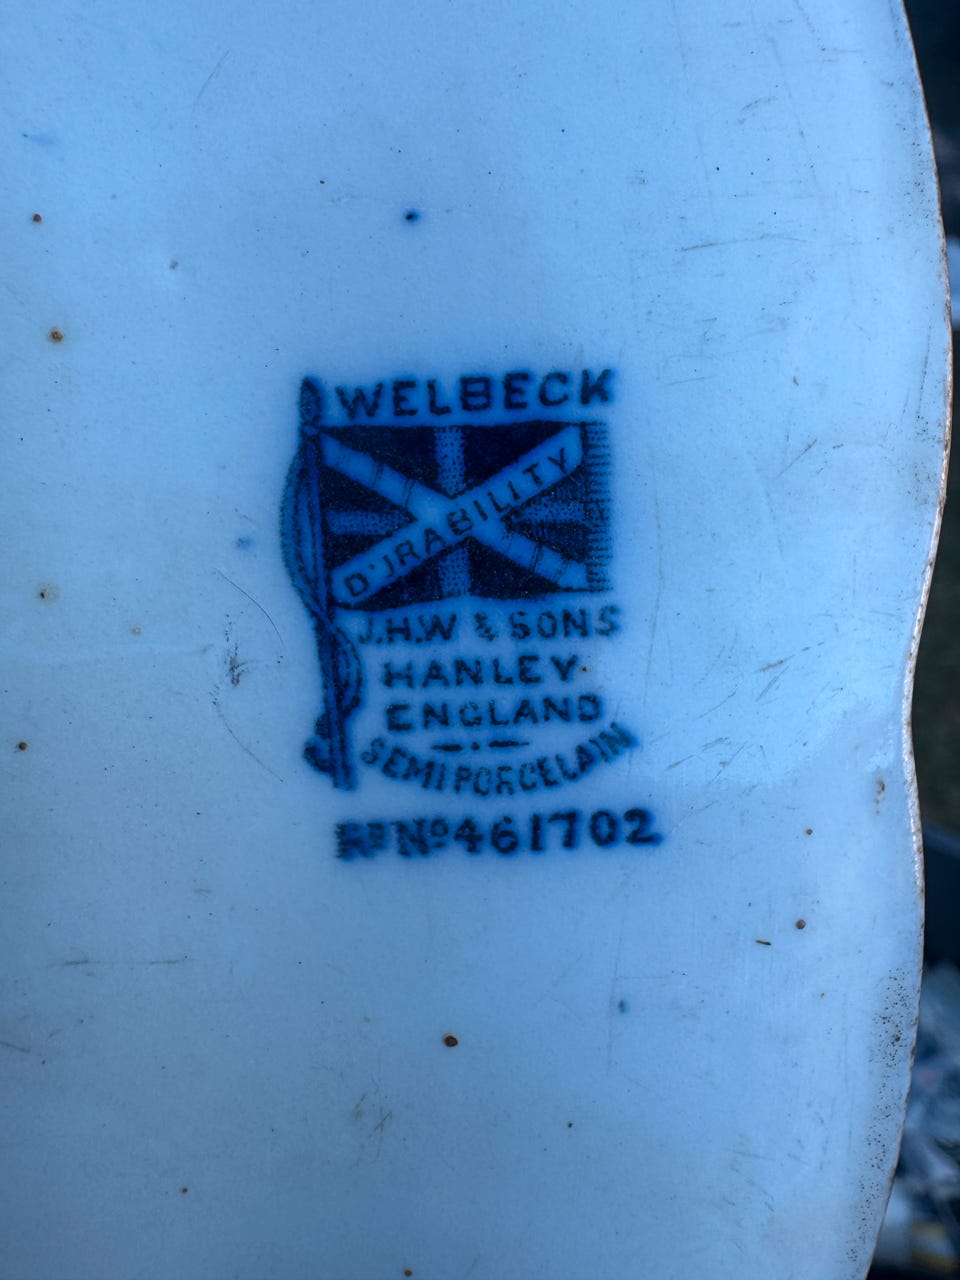 WELBECK
DURABILITY
J.H.W & SONS
HANLEY
ENGLAND
SEMI PORCELAIN
Rd No 461702